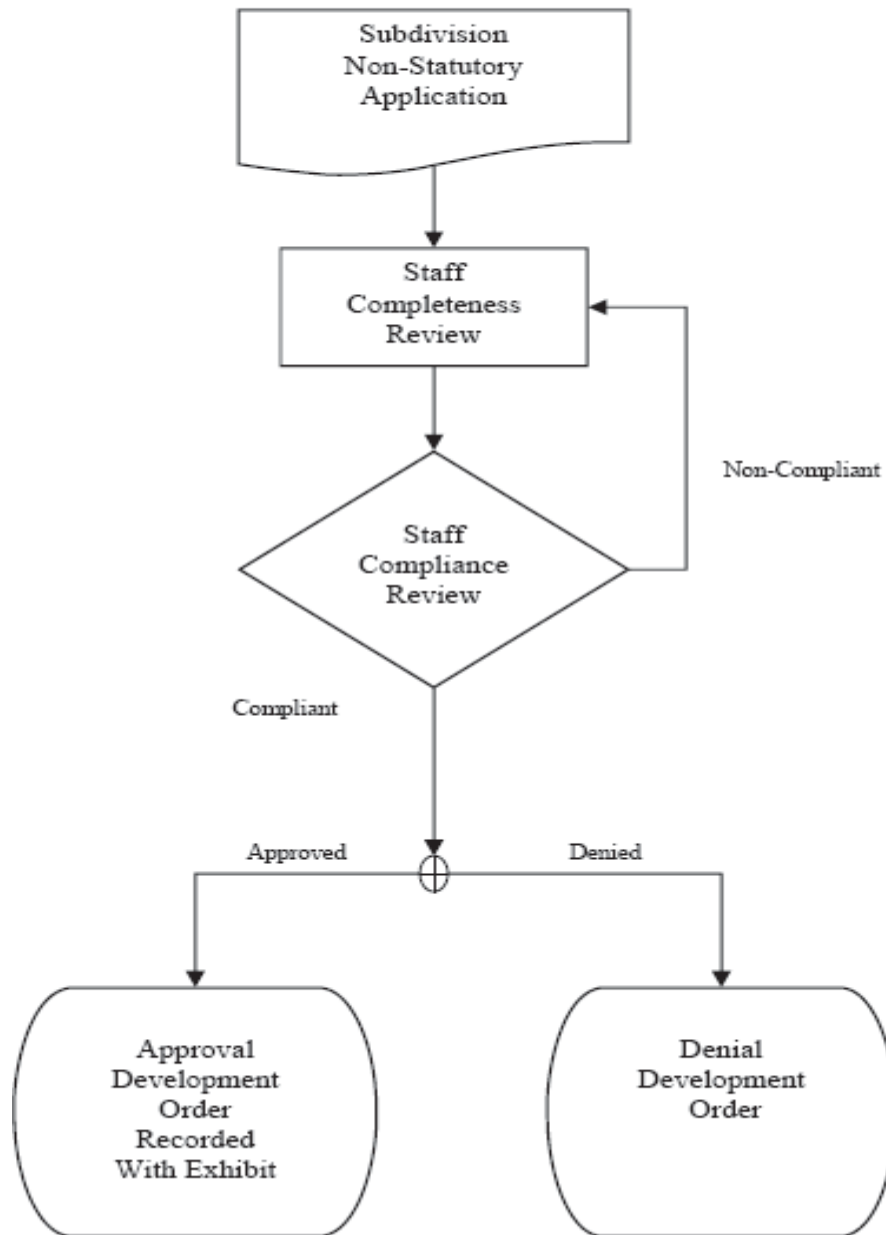 Subdivision
Non-Statutory
Application
Staff
Completeness
Review
Non-Compliant
Staff
Compliance
Review
Compliant
Approved
Denied
Approval
Development
Order
Recorded
With Exhibit
Denial
Development
Order